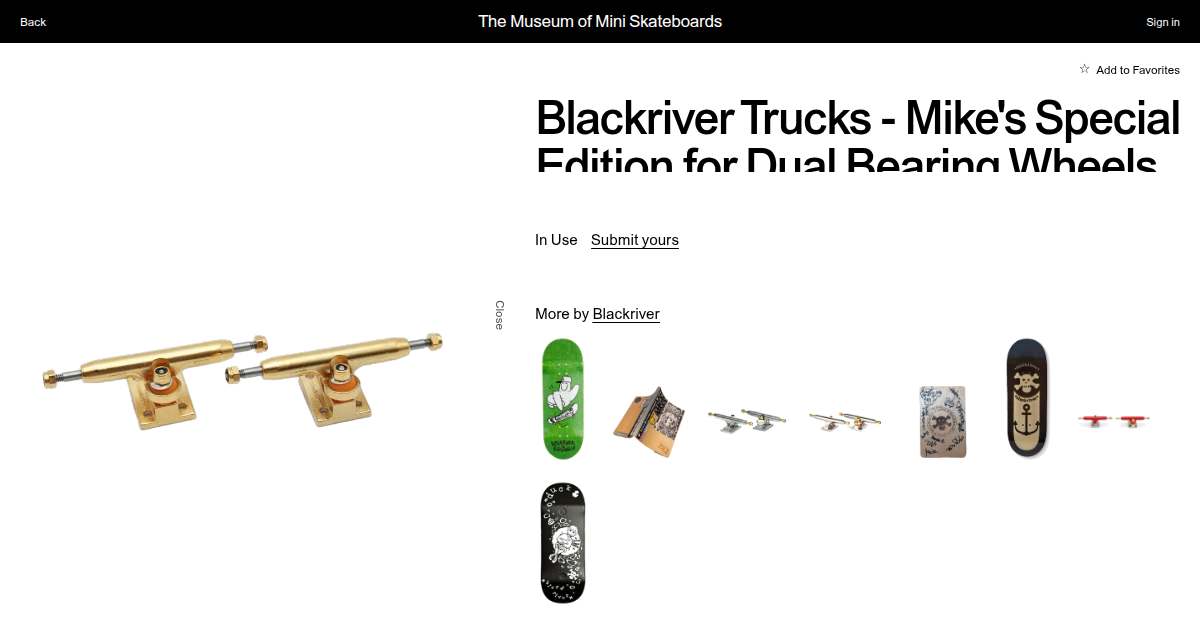 Back
The Museum of Mini Skateboards
Sign in
☆ Add to Favorites
Blackriver Trucks - Mike's Special
Edition for Dual Bearing Wheels
In Use Submit yours
Close
More by Blackriver